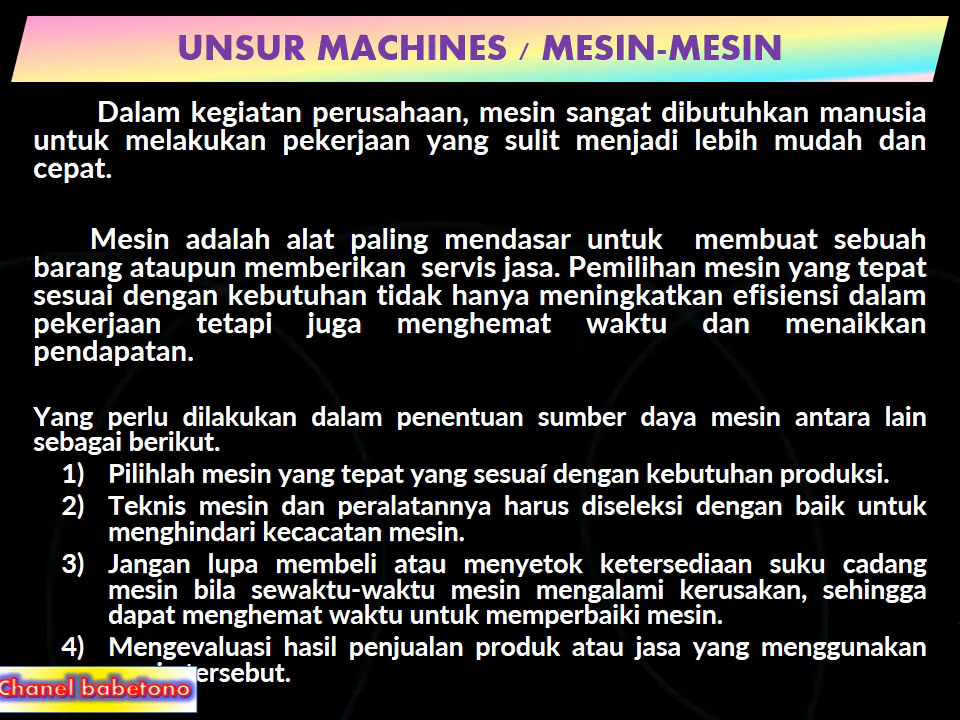 UNSUR MACHINES / MESIN-MESIN
Dalam kegiatan perusahaan, mesin sangat dibutuhkan manusia
untuk melakukan pekerjaan yang sulit menjadi lebih mudah dan
cepat.
Mesin adalah alat paling mendasar untuk membuat sebuah
barang ataupun memberikan servis jasa. Pemilihan mesin yang tepat
sesuai dengan kebutuhan tidak hanya meningkatkan efisiensi dalam
pekerjaan tetapi juga menghemat waktu dan menaikkan
pendapatan.
Yang perlu dilakukan dalam penentuan sumber daya mesin antara lain
sebagai berikut.
1) Pilihlah mesin yang tepat yang sesuaí dengan kebutuhan produksi.
2) Teknis mesin dan peralatannya harus diseleksi dengan baik untuk
menghindari kecacatan mesin.
3) Jangan lupa membeli atau menyetok ketersediaan suku cadang
mesin bila sewaktu-waktu mesin mengalami kerusakan, sehingga
dapat menghemat waktu untuk memperbaiki mesin.
4) Mengevaluasi hasil penjualan produk atau jasa yang menggunakan
ersebut.
Chanel babetono